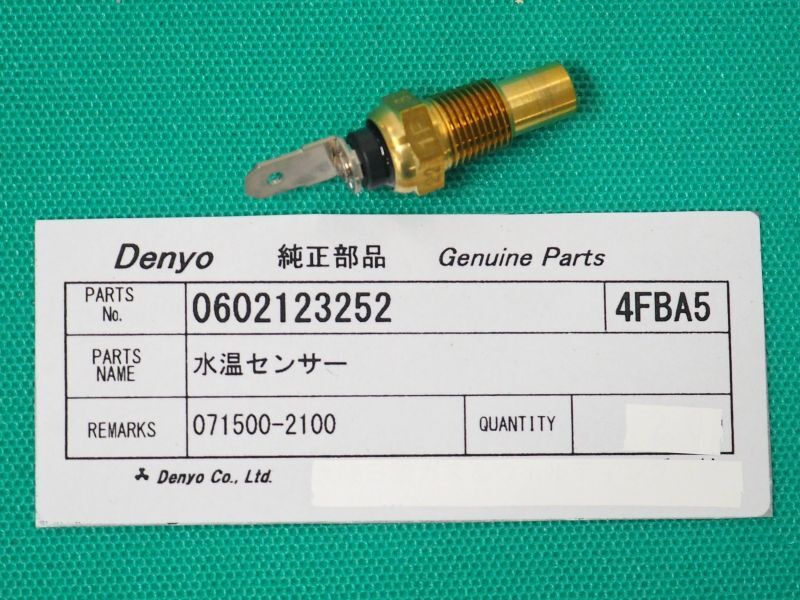 Denyo 純正部品 Genuine Parts
PARTS No. 0602123252 4FBA5
PARTS NAME 水温センサー
REMARKS 071500-2100 QUANTITY
Denyo Co., Ltd.